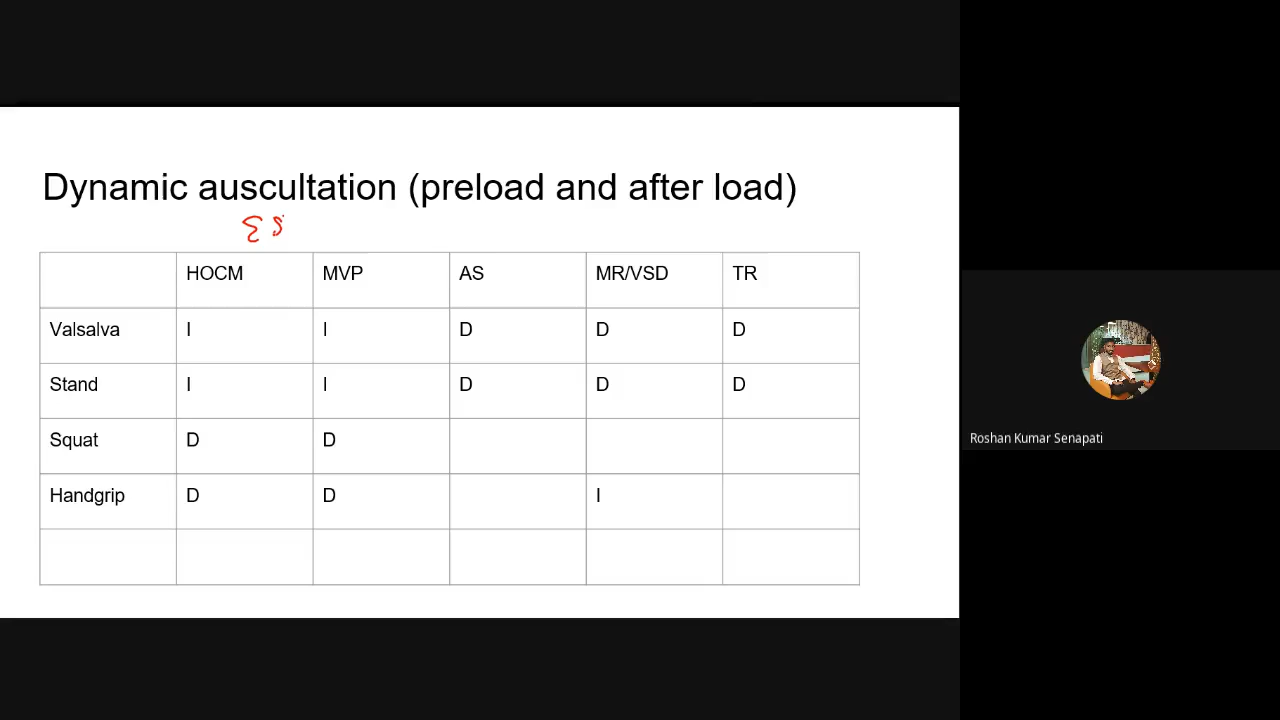 Dynamic auscultation (preload and after load)
HOCM MVP AS MR/VSD TR
Valsalva I I D D D
Stand I I D D D
Squat D D
Handgrip D D I
Roshan Kumar Senapati